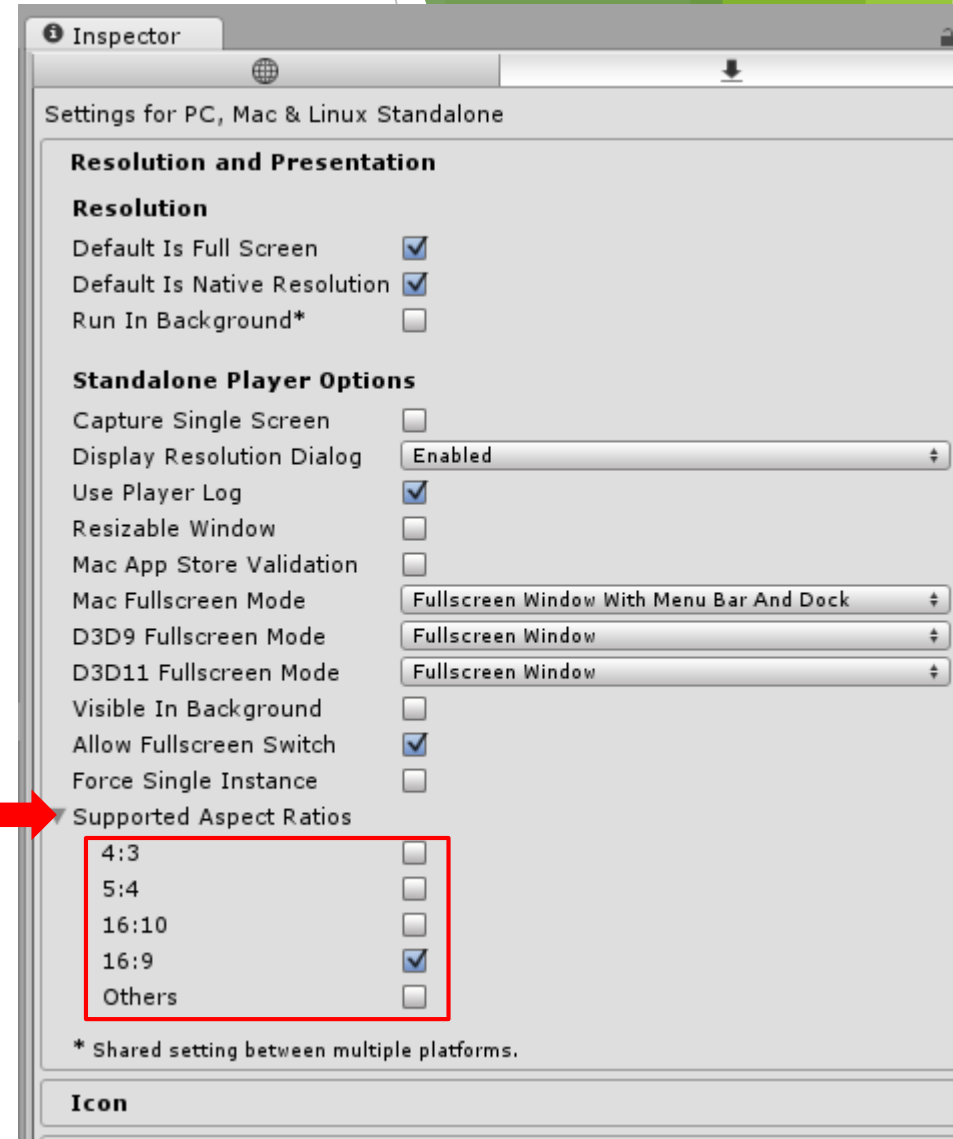 Inspector
Settings for PC, Mac & Linux Standalone
Resolution and Presentation
Resolution
Default Is Full Screen
Default Is Native Resolution
Run In Background*
Standalone Player Options
Capture Single Screen
Display Resolution Dialog Enabled
Use Player Log
Resizable Window
Mac App Store Validation
Mac Fullscreen Mode Fullscreen Window With Menu Bar And Dock
D3D9 Fullscreen Mode Fullscreen Window
D3D11 Fullscreen Mode Fullscreen Window
Visible In Background
Allow Fullscreen Switch
Force Single Instance
Supported Aspect Ratios
4:3
5:4
16:10
16:9
Others
* Shared setting between multiple platforms.
Icon